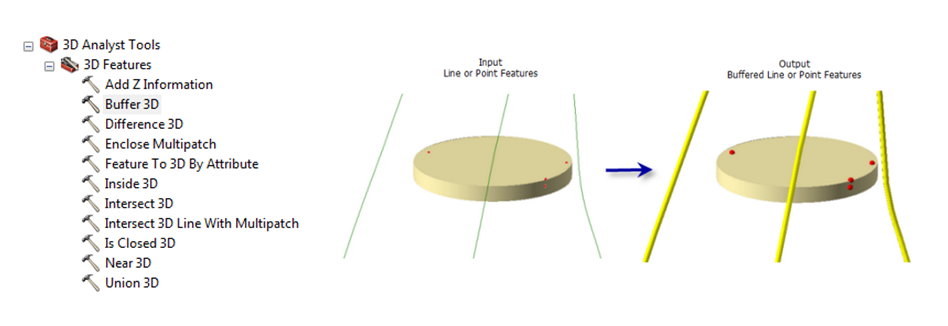 3D Analyst Tools
3D Features
Add Z Information
Buffer 3D
Difference 3D
Enclose Multipatch
Feature To 3D By Attribute
Inside 3D
Intersect 3D
Intersect 3D Line With Multipatch
Is Closed 3D
Near 3D
Union 3D
Input
Line or Point Features
Output
Buffered Line or Point Features